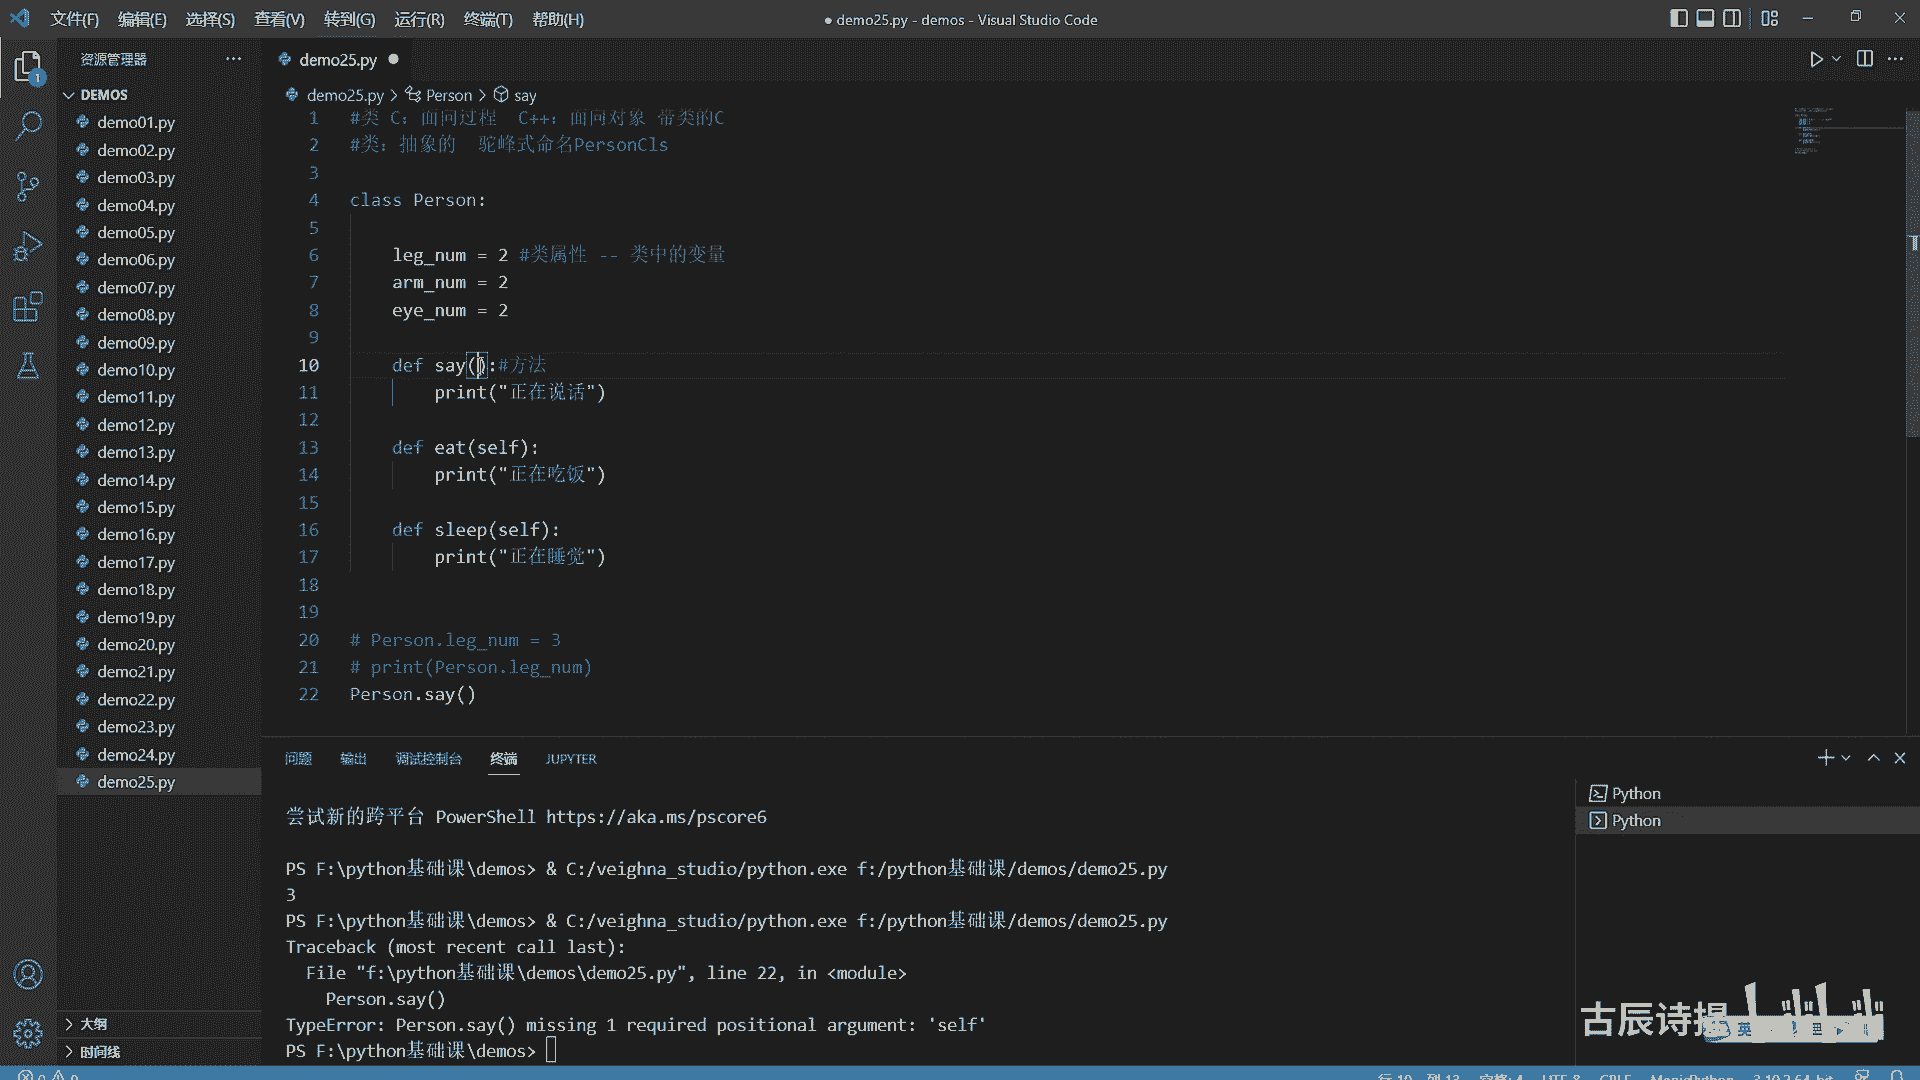 文件(F) 编辑(E) 选择(S) 查看(V) 转到(G) 运行(R) 终端(T) 帮助(H)
● demo25.py - demos - Visual Studio Code
资源管理器
demo25.py
DEMOS
demo25.py > Person > say
demo01.py
demo02.py
demo03.py
demo04.py
demo05.py
demo06.py
demo07.py
demo08.py
demo09.py
demo10.py
demo11.py
demo12.py
demo13.py
demo14.py
demo15.py
demo16.py
demo17.py
demo18.py
demo19.py
demo20.py
demo21.py
demo22.py
demo23.py
demo24.py
demo25.py
大纲
时间线
1 #类 C：面向过程 C++：面向对象 带类的C
2 #类：抽象的 驼峰式命名PersonCls
3
4 class Person:
5
6 leg_num = 2 #类属性 -- 类中的变量
7 arm_num = 2
8 eye_num = 2
9
10 def say():#方法
11 print("正在说话")
12
13 def eat(self):
14 print("正在吃饭")
15
16 def sleep(self):
17 print("正在睡觉")
18
19
20 # Person.leg_num = 3
21 # print(Person.leg_num)
22 Person.say()
问题 输出 调试控制台 终端 JUPYTER
尝试新的跨平台 PowerShell https://aka.ms/pscore6
PS F:\python基础课\demos> & C:/veighna_studio/python.exe f:/python基础课/demos/demo25.py
3
PS F:\python基础课\demos> & C:/veighna_studio/python.exe f:/python基础课/demos/demo25.py
Traceback (most recent call last):
File "f:\python基础课\demos\demo25.py", line 22, in <module>
Person.say()
TypeError: Person.say() missing 1 required positional argument: 'self'
PS F:\python基础课\demos>
Python
Python
1
古辰诗提
英